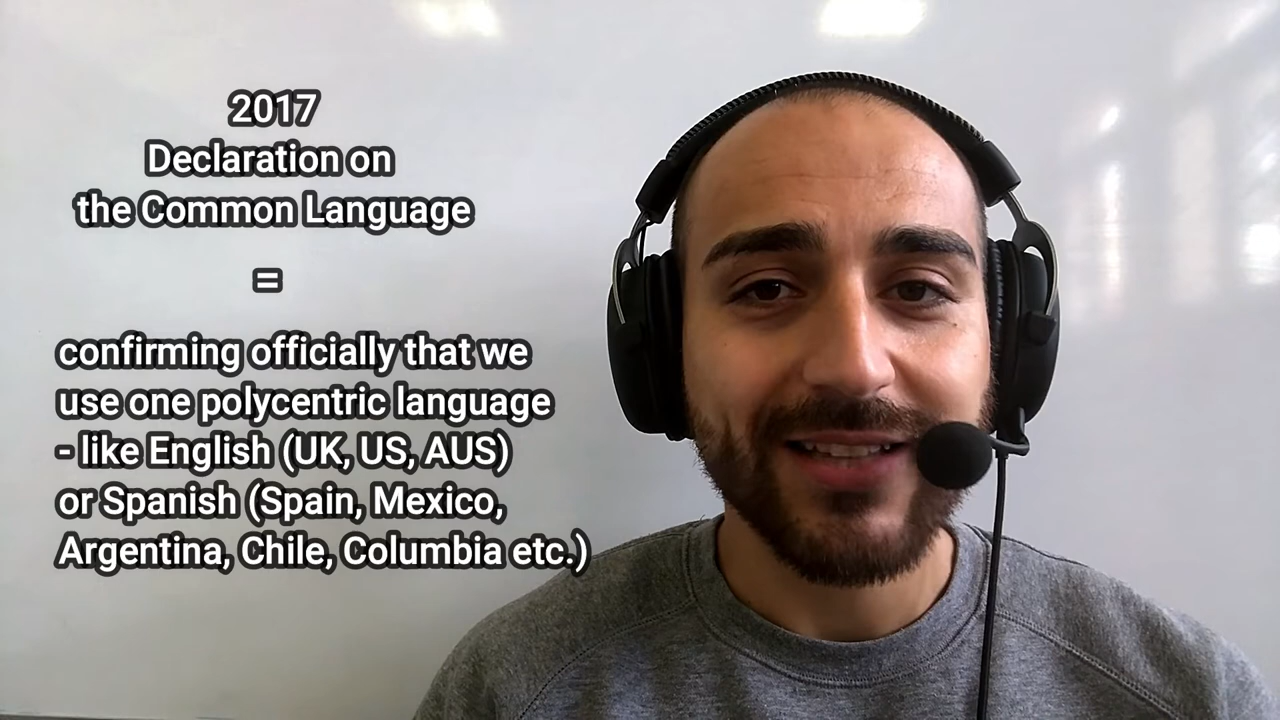 2017
Declaration on
the Common Language
=
confirming officially that we
use one polycentric language
- like English (UK, US, AUS)
or Spanish (Spain, Mexico,
Argentina, Chile, Columbia etc.)